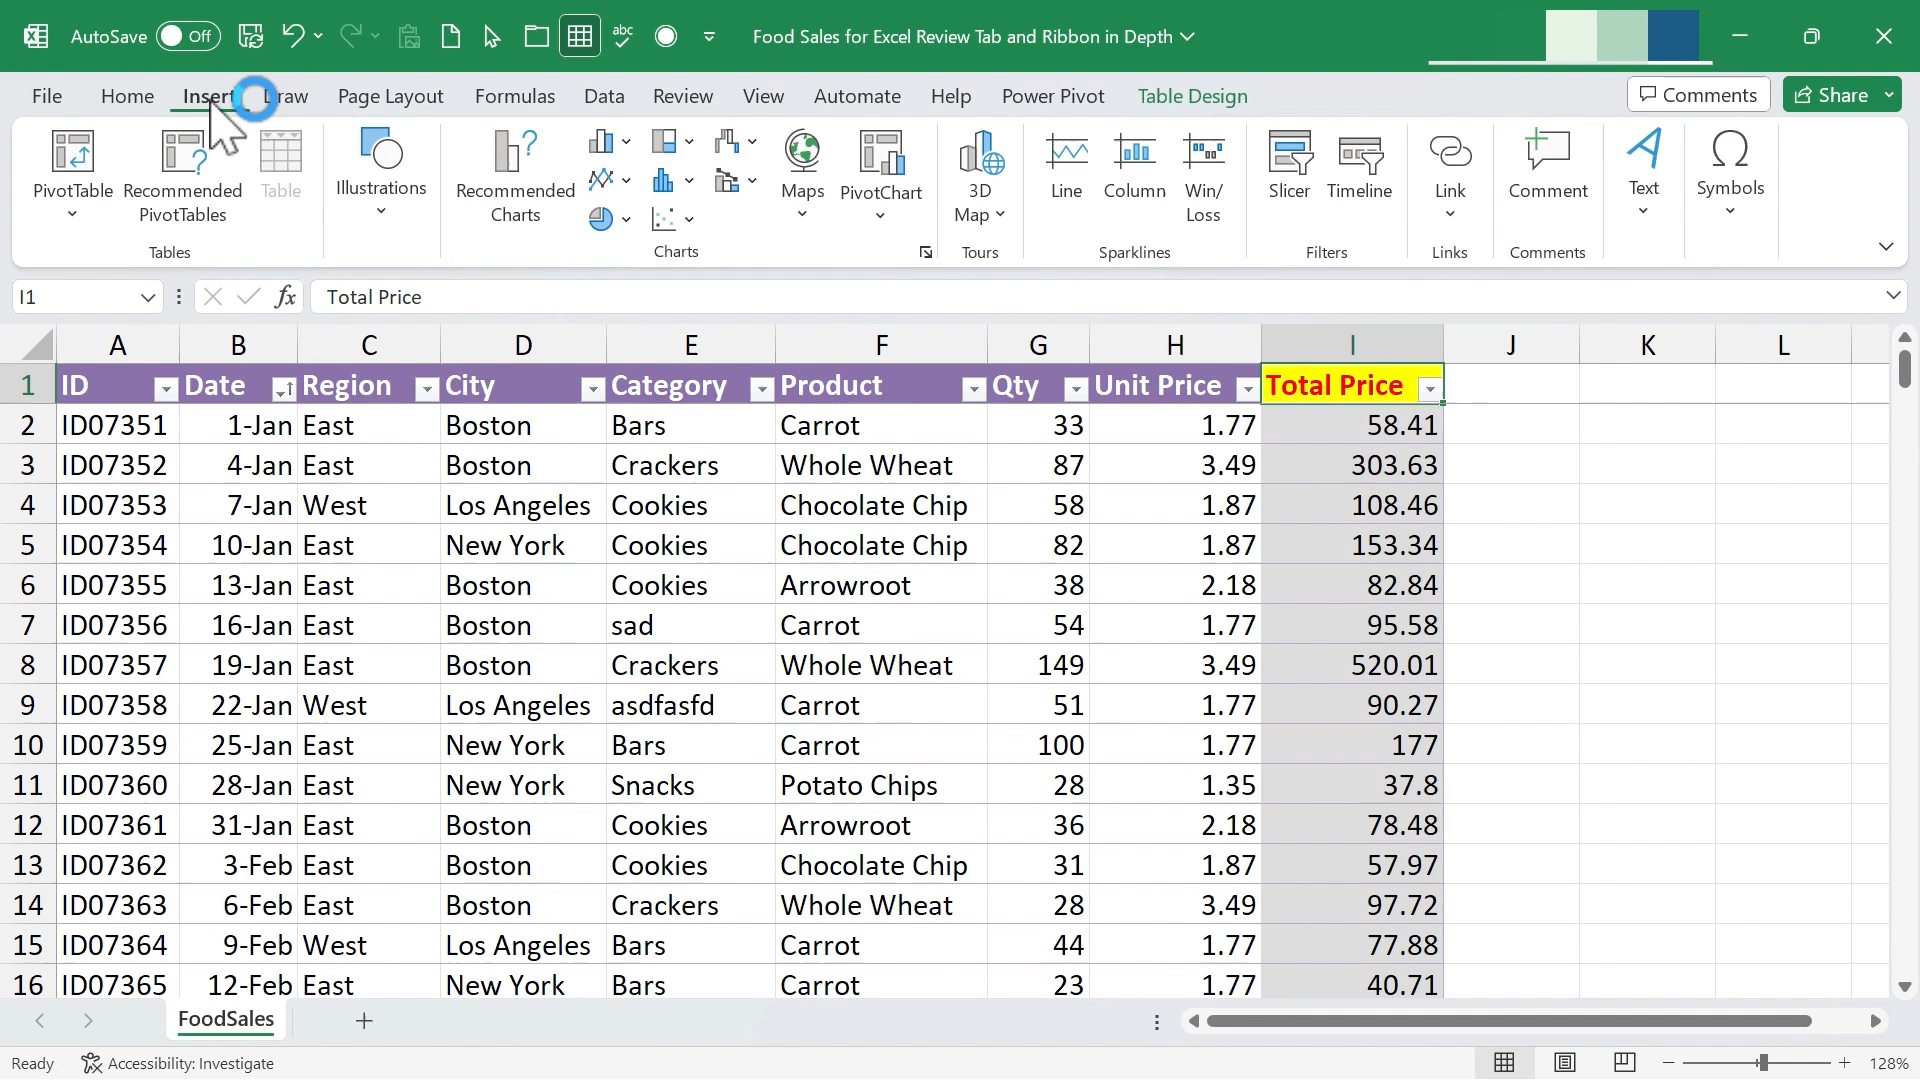 AutoSave Off abc Food Sales for Excel Review Tab and Ribbon in Depth
File Home Insert Draw Page Layout Formulas Data Review View Automate Help Power Pivot Table Design Comments Share
PivotTable Recommended PivotTables Table Illustrations Recommended Charts Maps PivotChart 3D Map Line Column Win/Loss Slicer Timeline Link Comment Text Symbols
Tables Charts Tours Sparklines Filters Links Comments
I1 fx Total Price
A B C D E F G H I J K L
1 ID Date Region City Category Product Qty Unit Price Total Price
2 ID07351 1-Jan East Boston Bars Carrot 33 1.77 58.41
3 ID07352 4-Jan East Boston Crackers Whole Wheat 87 3.49 303.63
4 ID07353 7-Jan West Los Angeles Cookies Chocolate Chip 58 1.87 108.46
5 ID07354 10-Jan East New York Cookies Chocolate Chip 82 1.87 153.34
6 ID07355 13-Jan East Boston Cookies Arrowroot 38 2.18 82.84
7 ID07356 16-Jan East Boston sad Carrot 54 1.77 95.58
8 ID07357 19-Jan East Boston Crackers Whole Wheat 149 3.49 520.01
9 ID07358 22-Jan West Los Angeles asdfasfd Carrot 51 1.77 90.27
10 ID07359 25-Jan East New York Bars Carrot 100 1.77 177
11 ID07360 28-Jan East New York Snacks Potato Chips 28 1.35 37.8
12 ID07361 31-Jan East Boston Cookies Arrowroot 36 2.18 78.48
13 ID07362 3-Feb East Boston Cookies Chocolate Chip 31 1.87 57.97
14 ID07363 6-Feb East Boston Crackers Whole Wheat 28 3.49 97.72
15 ID07364 9-Feb West Los Angeles Bars Carrot 44 1.77 77.88
16 ID07365 12-Feb East New York Bars Carrot 23 1.77 40.71
FoodSales
Ready Accessibility: Investigate 128%